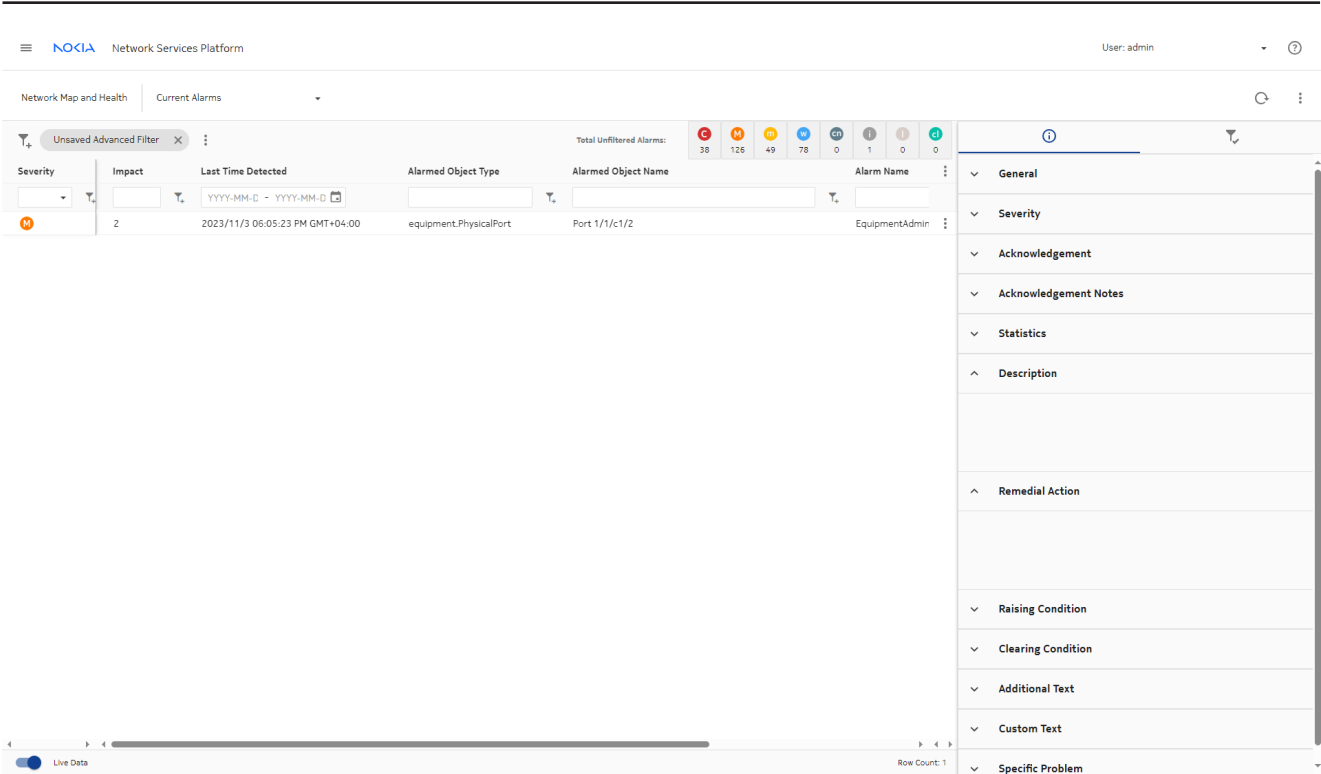 NOKIA Network Services Platform User: admin ?
Network Map and Health Current Alarms
Unsaved Advanced Filter Total Unfiltered Alarms: C M m w cn i I cl
38 126 49 78 0 1 0 0
Severity Impact Last Time Detected Alarmed Object Type Alarmed Object Name Alarm Name
YYYY-MM-D - YYYY-MM-D
M 2 2023/11/3 06:05:23 PM GMT+04:00 equipment.PhysicalPort Port 1/1/c1/2 EquipmentAdmin
General
Severity
Acknowledgement
Acknowledgement Notes
Statistics
Description
Remedial Action
Raising Condition
Clearing Condition
Additional Text
Custom Text
Specific Problem
Live Data Row Count: 1